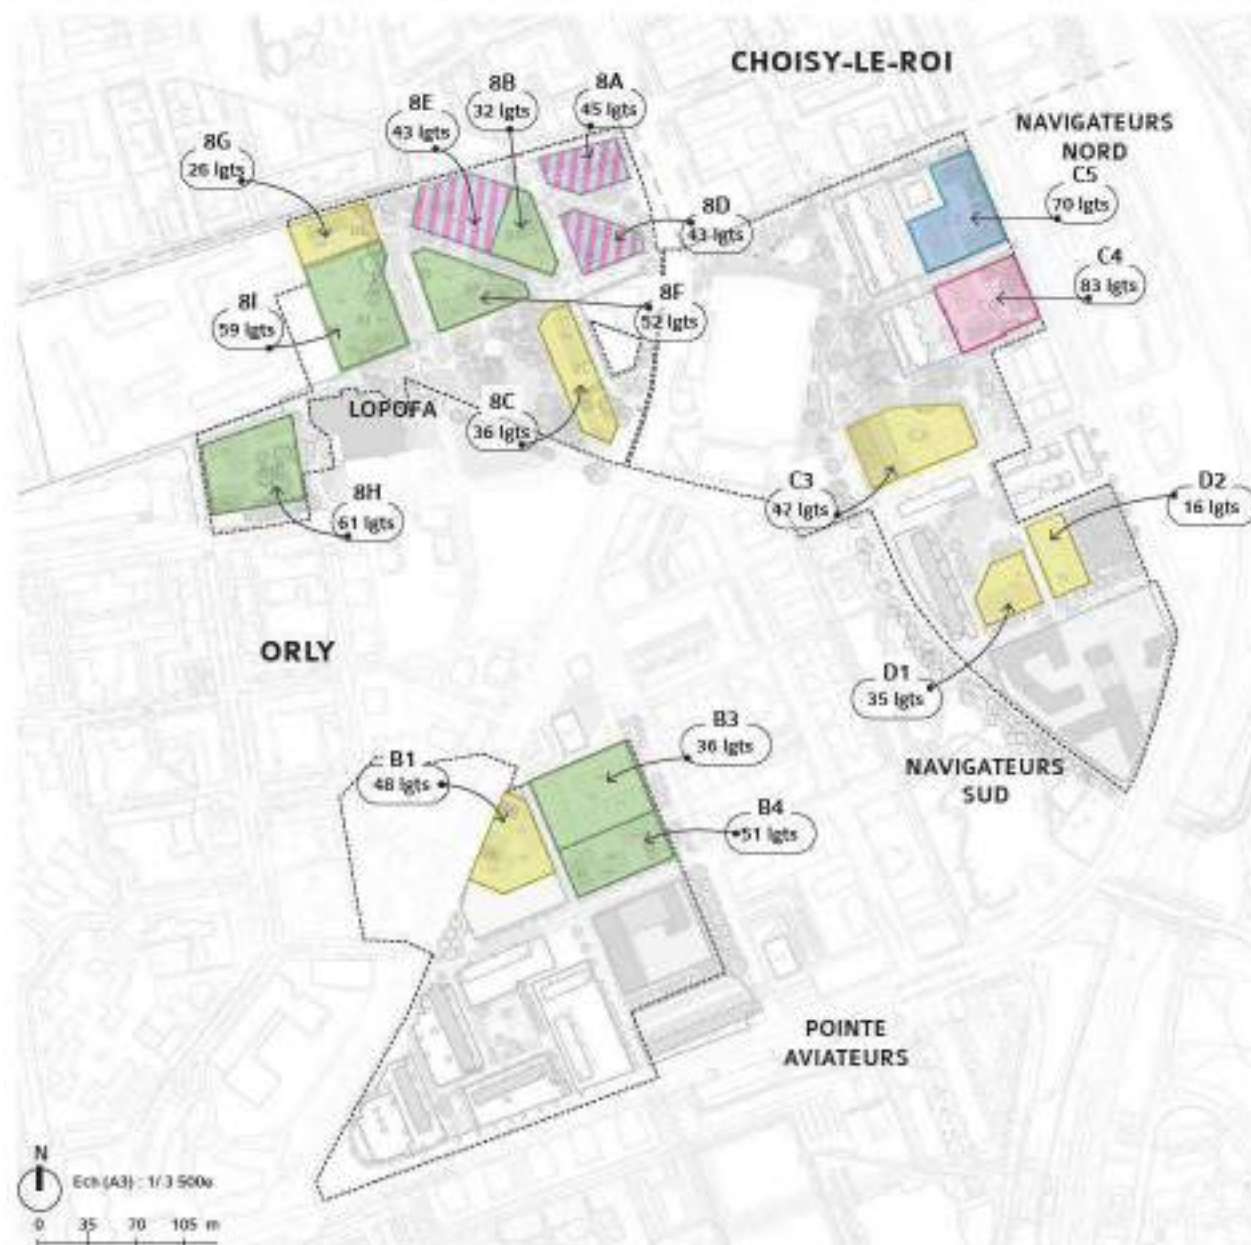 CHOISY-LE-ROI
8A
45 lgts
8B
32 lgts
8E
43 lgts
8G
26 lgts
NAVIGATEURS
NORD
C5
70 lgts
8D
43 lgts
C4
83 lgts
8I
59 lgts
8F
52 lgts
LOPOFA
8C
36 lgts
8H
61 lgts
C3
42 lgts
D2
16 lgts
ORLY
D1
35 lgts
NAVIGATEURS
SUD
B3
36 lgts
B1
48 lgts
B4
51 lgts
POINTE
AVIATEURS
N
Ech (A3) : 1/ 3 500e
0 35 70 105 m